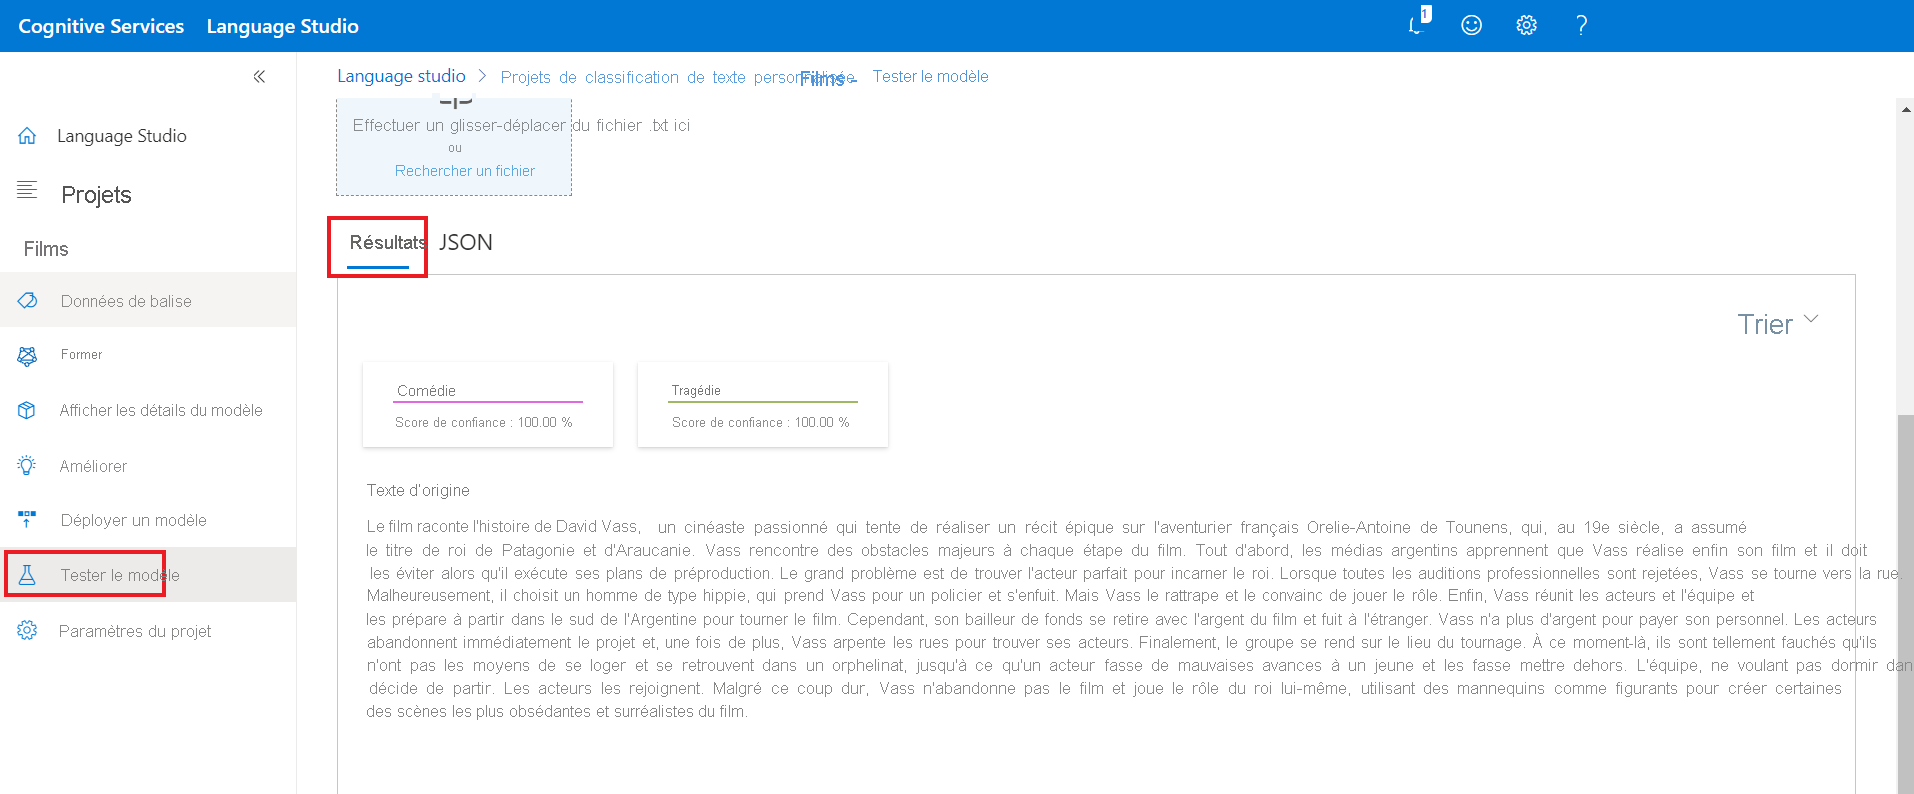 Cognitive Services Language Studio 1 ?
Language studio > Projets de classification de texte personnalisée Films - Tester le modèle
Language Studio
Projets
Films
Données de balise
Former
Afficher les détails du modèle
Améliorer
Déployer un modèle
Tester le modèle
Paramètres du projet
Effectuer un glisser-déplacer du fichier .txt ici
ou
Rechercher un fichier
Résultats JSON
Trier
Comédie
Score de confiance : 100.00 %
Tragédie
Score de confiance : 100.00 %
Texte d'origine
Le film raconte l'histoire de David Vass, un cinéaste passionné qui tente de réaliser un récit épique sur l'aventurier français Orelie-Antoine de Tounens, qui, au 19e siècle, a assumé
le titre de roi de Patagonie et d'Araucanie. Vass rencontre des obstacles majeurs à chaque étape du film. Tout d'abord, les médias argentins apprennent que Vass réalise enfin son film et il doit
les éviter alors qu'il exécute ses plans de préproduction. Le grand problème est de trouver l'acteur parfait pour incarner le roi. Lorsque toutes les auditions professionnelles sont rejetées, Vass se tourne vers la rue.
Malheureusement, il choisit un homme de type hippie, qui prend Vass pour un policier et s'enfuit. Mais Vass le rattrape et le convainc de jouer le rôle. Enfin, Vass réunit les acteurs et l'équipe et
les prépare à partir dans le sud de l'Argentine pour tourner le film. Cependant, son bailleur de fonds se retire avec l'argent du film et fuit à l'étranger. Vass n'a plus d'argent pour payer son personnel. Les acteurs
abandonnent immédiatement le projet et, une fois de plus, Vass arpente les rues pour trouver ses acteurs. Finalement, le groupe se rend sur le lieu du tournage. À ce moment-là, ils sont tellement fauchés qu'ils
n'ont pas les moyens de se loger et se retrouvent dans un orphelinat, jusqu'à ce qu'un acteur fasse de mauvaises avances à un jeune et les fasse mettre dehors. L'équipe, ne voulant pas dormir dan
décide de partir. Les acteurs les rejoignent. Malgré ce coup dur, Vass n'abandonne pas le film et joue le rôle du roi lui-même, utilisant des mannequins comme figurants pour créer certaines
des scènes les plus obsédantes et surréalistes du film.